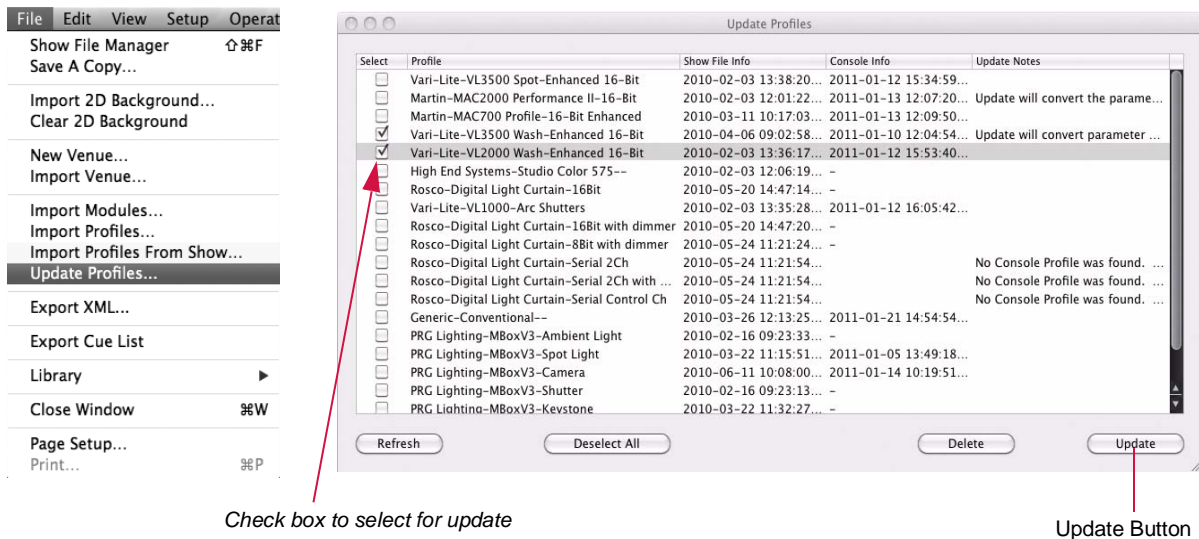 File Edit View Setup Operat
Show File Manager ⇧⌘F
Save A Copy...
Import 2D Background...
Clear 2D Background
New Venue...
Import Venue...
Import Modules...
Import Profiles...
Import Profiles From Show...
Update Profiles...
Export XML...
Export Cue List
Library ▶
Close Window ⌘W
Page Setup...
Print... ⌘P
Update Profiles
Select Profile Show File Info Console Info Update Notes
Vari-Lite-VL3500 Spot-Enhanced 16-Bit 2010-02-03 13:38:20... 2011-01-12 15:34:59...
Martin-MAC2000 Performance II-16-Bit 2010-02-03 12:01:22... 2011-01-13 12:07:20... Update will convert the parame...
Martin-MAC700 Profile-16-Bit Enhanced 2010-03-11 10:17:03... 2011-01-13 12:09:50...
Vari-Lite-VL3500 Wash-Enhanced 16-Bit 2010-04-06 09:02:58... 2011-01-10 12:04:54... Update will convert parameter ...
Vari-Lite-VL2000 Wash-Enhanced 16-Bit 2010-02-03 13:36:17... 2011-01-12 15:53:40...
High End Systems-Studio Color 575-- 2010-02-03 12:06:19... -
Rosco-Digital Light Curtain-16Bit 2010-05-20 14:47:14... -
Vari-Lite-VL1000-Arc Shutters 2010-02-03 13:35:28... 2011-01-12 16:05:42...
Rosco-Digital Light Curtain-16Bit with dimmer 2010-05-20 14:47:20... -
Rosco-Digital Light Curtain-8Bit with dimmer 2010-05-24 11:21:24... -
Rosco-Digital Light Curtain-Serial 2Ch 2010-05-24 11:21:54... No Console Profile was found. ...
Rosco-Digital Light Curtain-Serial 2Ch with ... 2010-05-24 11:21:54... No Console Profile was found. ...
Rosco-Digital Light Curtain-Serial Control Ch 2010-05-24 11:21:54... No Console Profile was found. ...
Generic-Conventional-- 2010-03-26 12:13:25... 2011-01-21 14:54:54...
PRG Lighting-MBoxV3-Ambient Light 2010-02-16 09:23:33... -
PRG Lighting-MBoxV3-Spot Light 2010-03-22 11:15:51... 2011-01-05 13:49:18...
PRG Lighting-MBoxV3-Camera 2010-06-11 10:08:00... 2011-01-14 10:19:51...
PRG Lighting-MBoxV3-Shutter 2010-02-16 09:23:13... -
PRG Lighting-MBoxV3-Keystone 2010-03-22 11:32:27... -
Refresh Deselect All Delete Update
Check box to select for update
Update Button